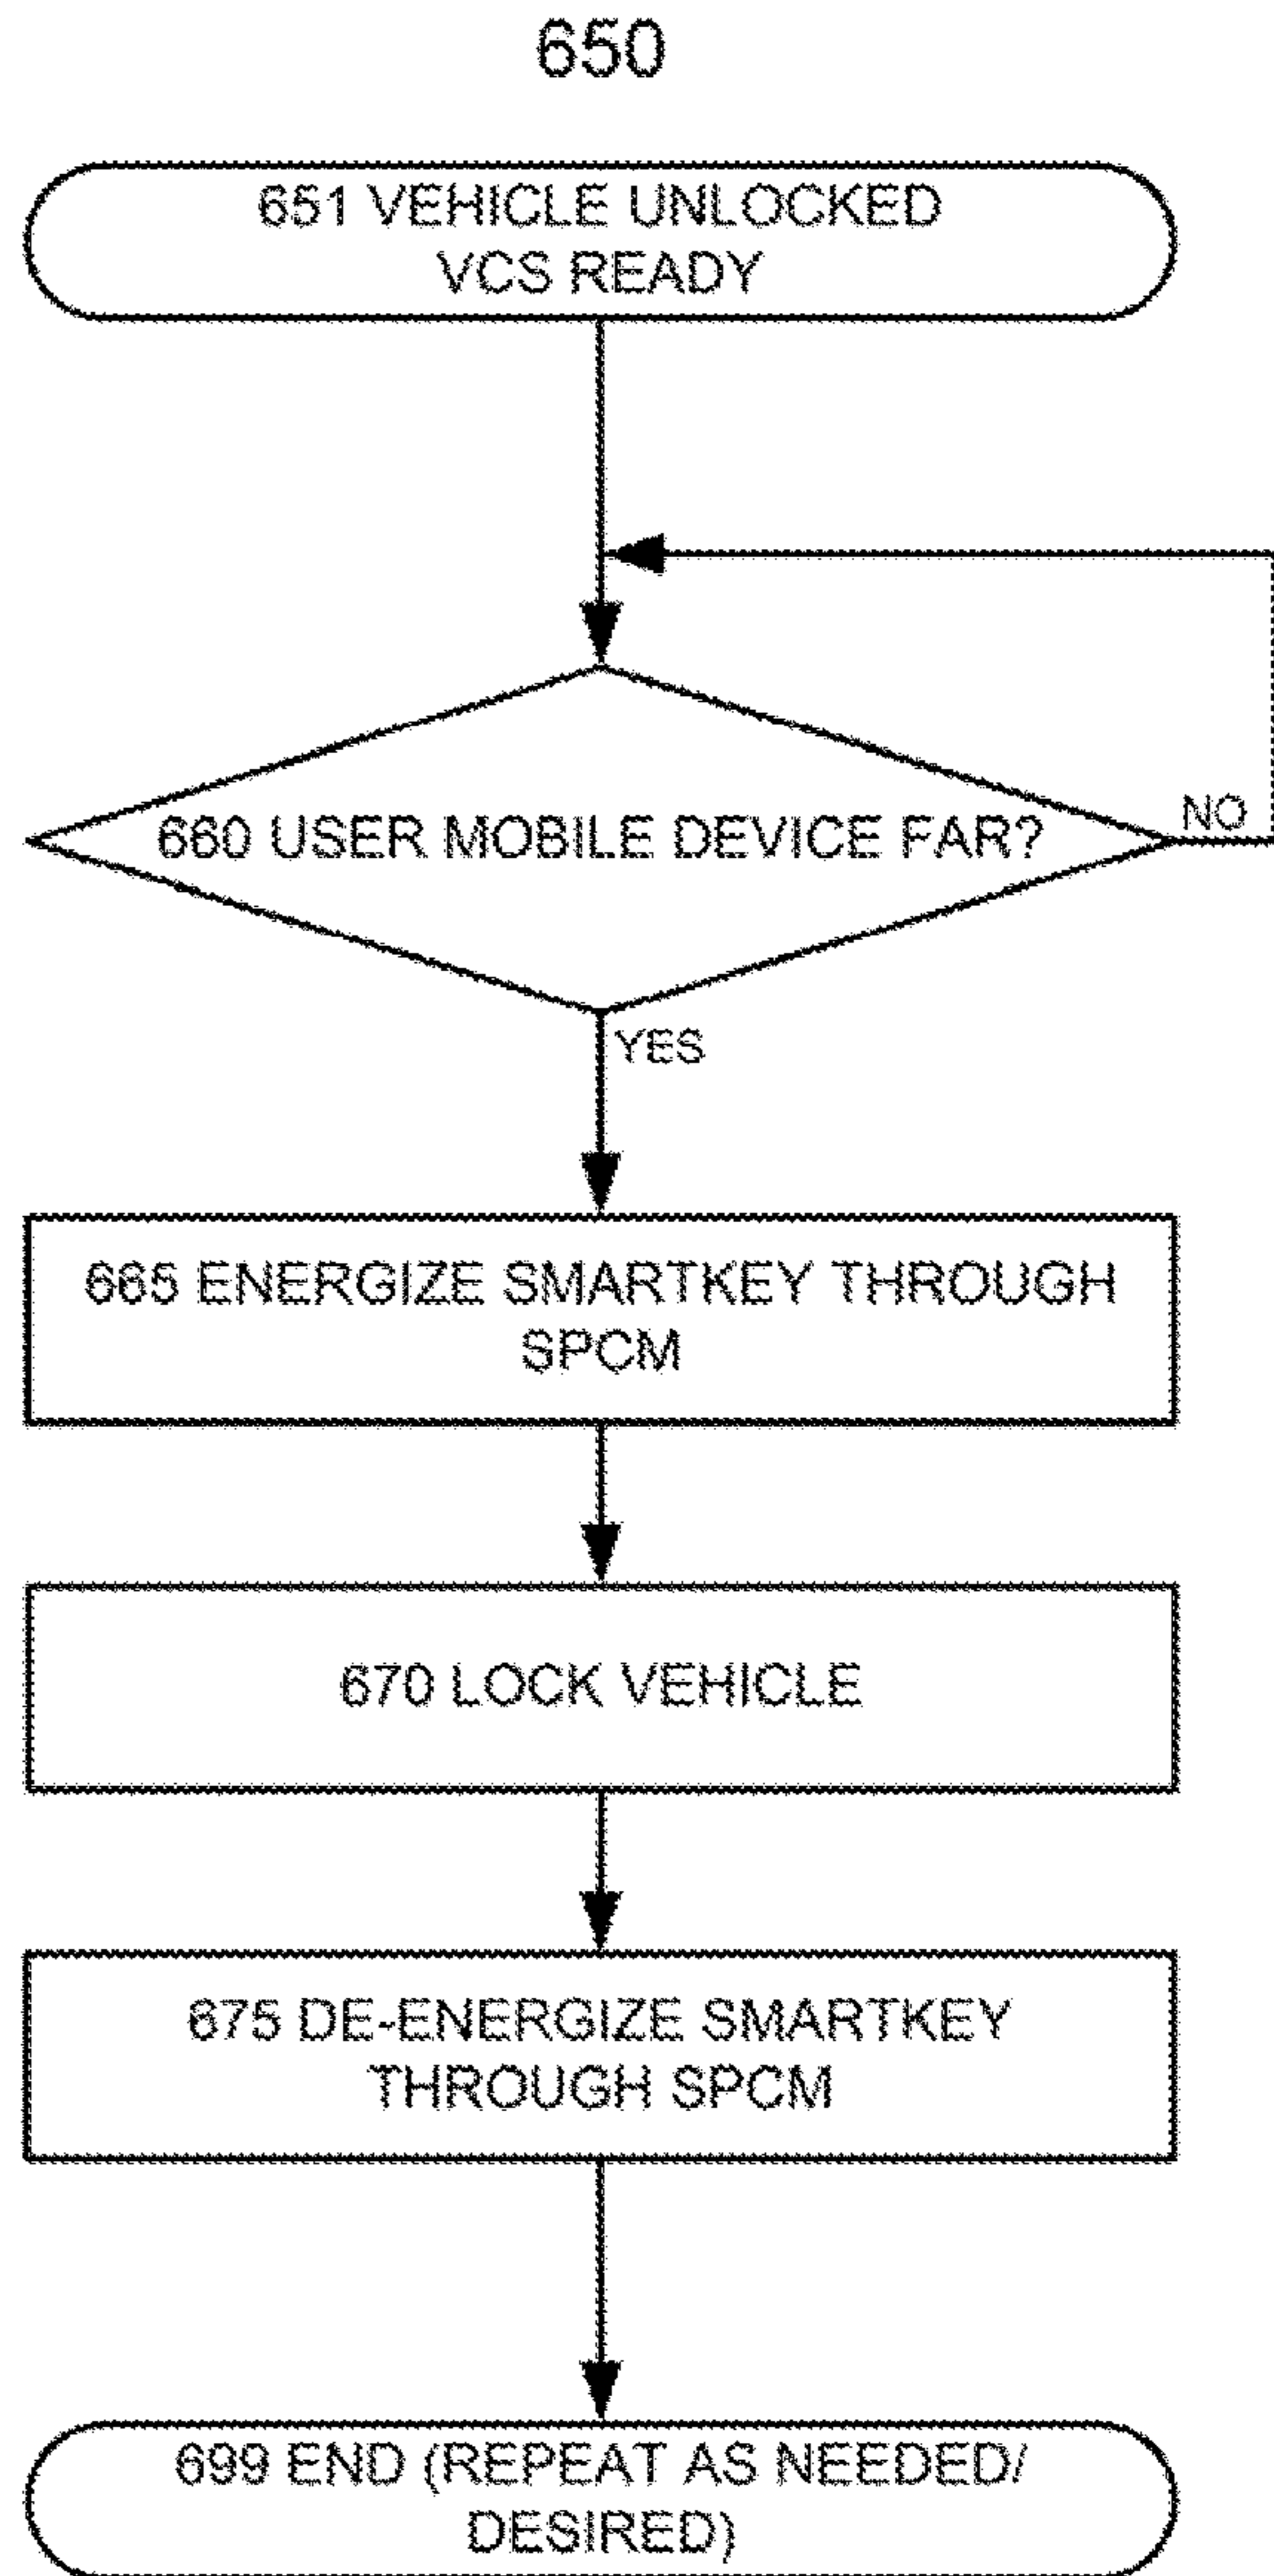 650
651 VEHICLE UNLOCKED
VCS READY
660 USER MOBILE DEVICE FAR?
NO
YES
665 ENERGIZE SMARTKEY THROUGH
SPCM
670 LOCK VEHICLE
675 DE-ENERGIZE SMARTKEY
THROUGH SPCM
699 END (REPEAT AS NEEDED/
DESIRED)